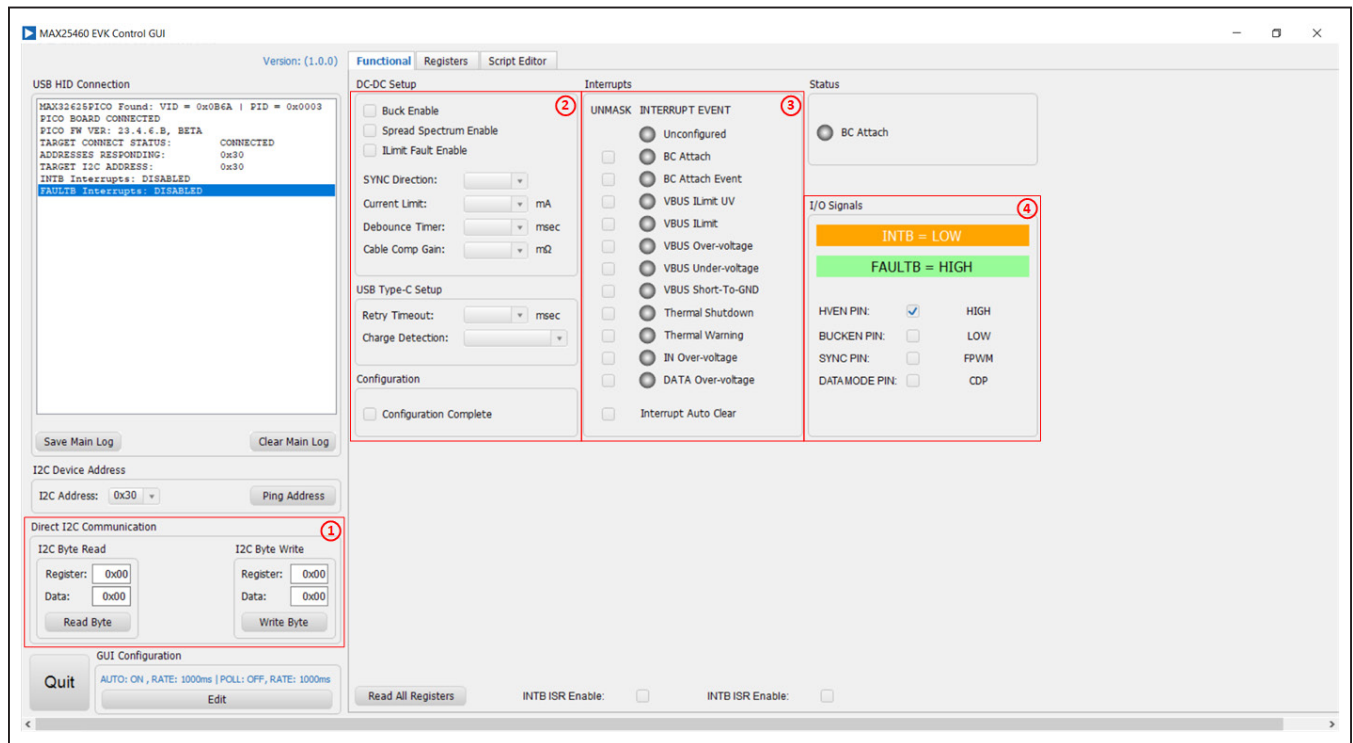 MAX25460 EVK Control GUI
Version: (1.0.0)
USB HID Connection
MAX32625PICO Found: VID = 0x0B6A | PID = 0x0003
PICO BOARD CONNECTED
PICO FW VER: 23.4.6.B, BETA
TARGET CONNECT STATUS: CONNECTED
ADDRESSES RESPONDING: 0x30
TARGET I2C ADDRESS: 0x30
INTB Interrupts: DISABLED
FAULTB Interrupts: DISABLED
Save Main Log
Clear Main Log
I2C Device Address
I2C Address: 0x30
Ping Address
Direct I2C Communication
1
I2C Byte Read
Register: 0x00
Data: 0x00
Read Byte
I2C Byte Write
Register: 0x00
Data: 0x00
Write Byte
Quit
GUI Configuration
AUTO: ON , RATE: 1000ms | POLL: OFF, RATE: 1000ms
Edit
Functional Registers Script Editor
DC-DC Setup
2
Buck Enable
Spread Spectrum Enable
ILimit Fault Enable
SYNC Direction:
Current Limit: mA
Debounce Timer: msec
Cable Comp Gain: mΩ
USB Type-C Setup
Retry Timeout: msec
Charge Detection:
Configuration
Configuration Complete
Interrupts
3
UNMASK INTERRUPT EVENT
Unconfigured
BC Attach
BC Attach Event
VBUS ILimit UV
VBUS ILimit
VBUS Over-voltage
VBUS Under-voltage
VBUS Short-To-GND
Thermal Shutdown
Thermal Warning
IN Over-voltage
DATA Over-voltage
Interrupt Auto Clear
Status
BC Attach
I/O Signals
4
INTB = LOW
FAULTB = HIGH
HVEN PIN: HIGH
BUCKEN PIN: LOW
SYNC PIN: FPWM
DATAMODE PIN: CDP
Read All Registers
INTB ISR Enable:
INTB ISR Enable: